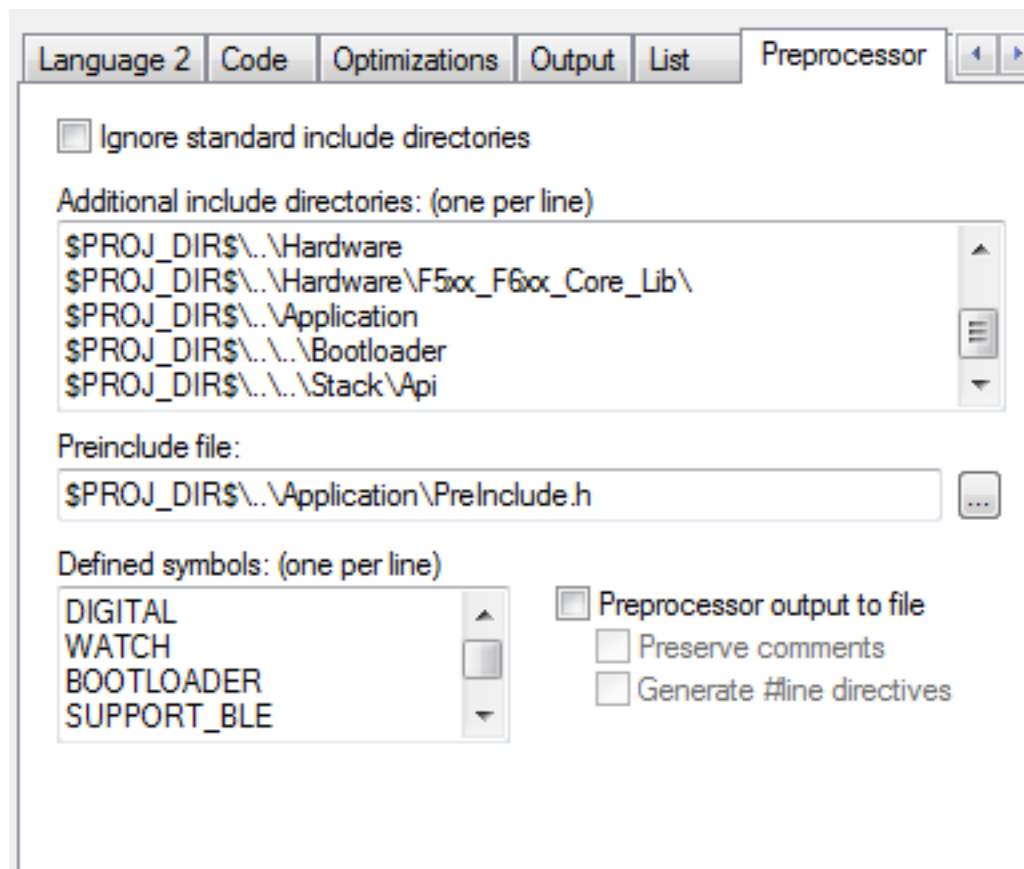 Language 2 Code Optimizations Output List Preprocessor
Ignore standard include directories
Additional include directories: (one per line)
$PROJ_DIR$\..\Hardware
$PROJ_DIR$\..\Hardware\F5xx_F6xx_Core_Lib\
$PROJ_DIR$\..\Application
$PROJ_DIR$\..\..\Bootloader
$PROJ_DIR$\..\..\Stack\Api
Preinclude file:
$PROJ_DIR$\..\Application\PreInclude.h
...
Defined symbols: (one per line)
DIGITAL
WATCH
BOOTLOADER
SUPPORT_BLE
Preprocessor output to file
Preserve comments
Generate #line directives